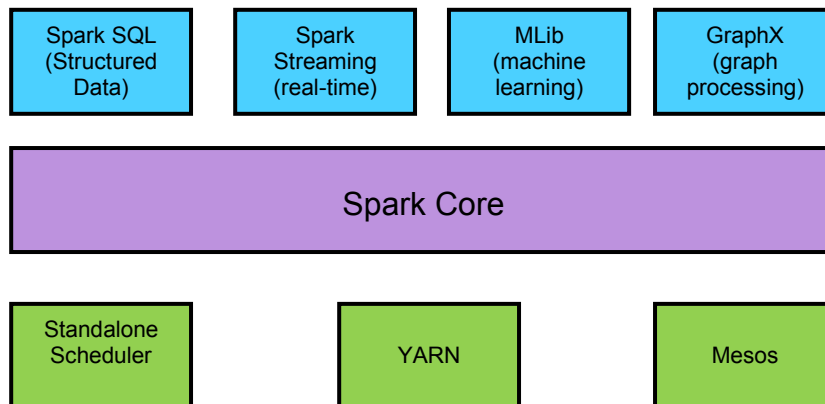 Spark SQL
(Structured
Data)
Spark
Streaming
(real-time)
MLib
(machine
learning)
GraphX
(graph
processing)
Spark Core
Standalone
Scheduler
YARN
Mesos